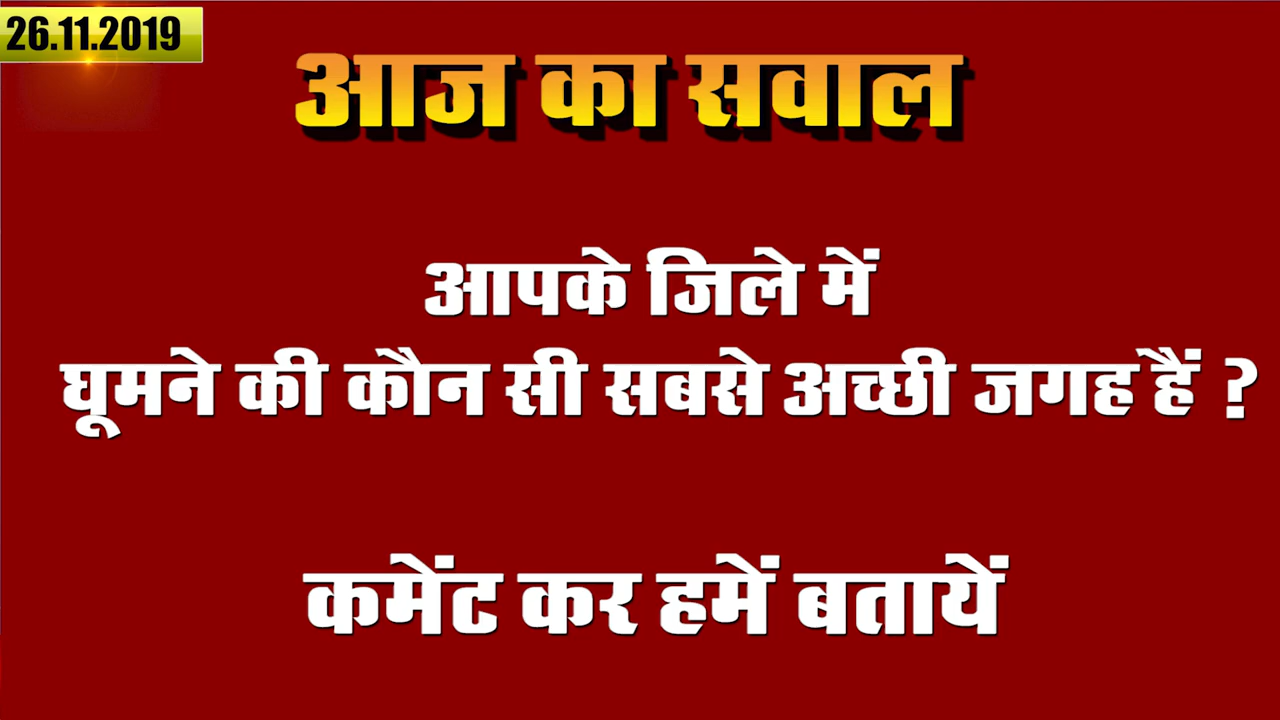 26.11.2019
आज का सवाल
आपके जिले में
घूमने की कौन सी सबसे अच्छी जगह हैं ?
कमेंट कर हमें बतायें